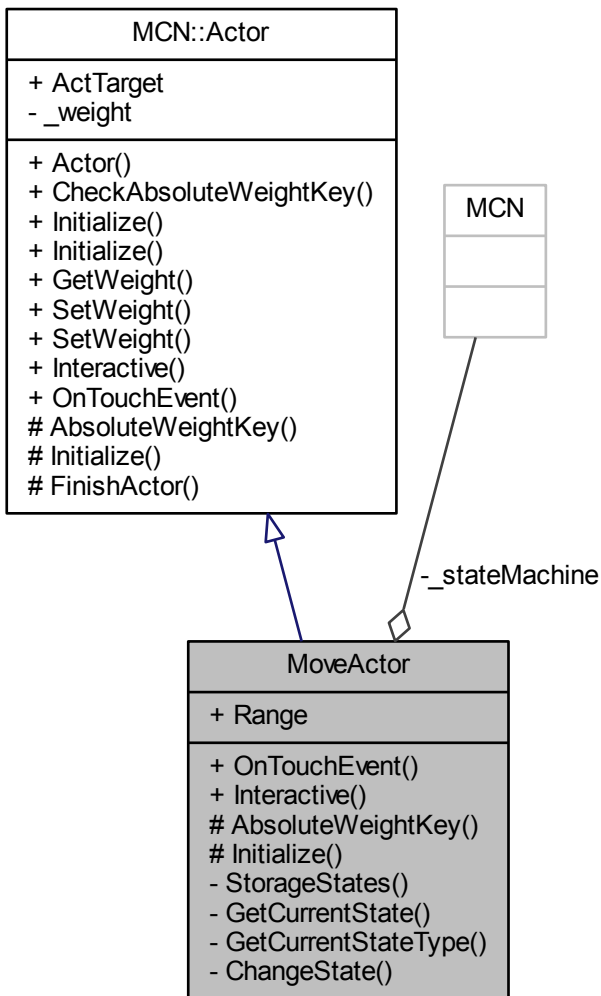 MCN::Actor
+ ActTarget
- _weight
+ Actor()
+ CheckAbsoluteWeightKey()
+ Initialize()
+ Initialize()
+ GetWeight()
+ SetWeight()
+ SetWeight()
+ Interactive()
+ OnTouchEvent()
# AbsoluteWeightKey()
# Initialize()
# FinishActor()
MCN
-_stateMachine
MoveActor
+ Range
+ OnTouchEvent()
+ Interactive()
# AbsoluteWeightKey()
# Initialize()
- StorageStates()
- GetCurrentState()
- GetCurrentStateType()
- ChangeState()